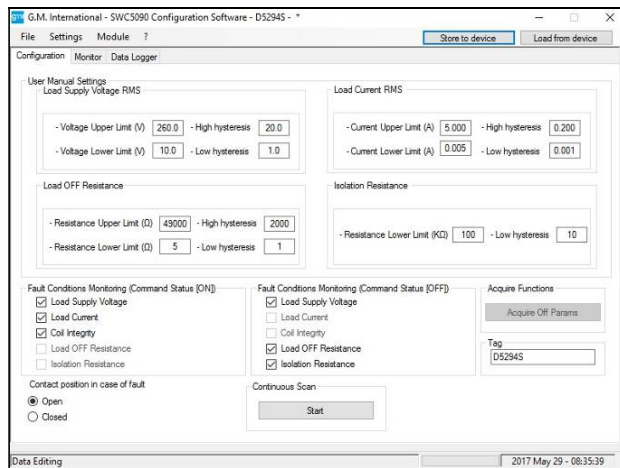 G.M. International - SWC5090 Configuration Software - D5294S - *
File Settings Module ?
Store to device Load from device
Configuration Monitor Data Logger
User Manual Settings
Load Supply Voltage RMS
- Voltage Upper Limit (V) 260.0 - High hysteresis 20.0
- Voltage Lower Limit (V) 10.0 - Low hysteresis 1.0
Load Current RMS
- Current Upper Limit (A) 5.000 - High hysteresis 0.200
- Current Lower Limit (A) 0.005 - Low hysteresis 0.001
Load OFF Resistance
- Resistance Upper Limit (Ω) 49000 - High hysteresis 2000
- Resistance Lower Limit (Ω) 5 - Low hysteresis 1
Isolation Resistance
- Resistance Lower Limit (KΩ) 100 - Low hysteresis 10
Fault Conditions Monitoring (Command Status [ON])
Load Supply Voltage
Load Current
Coil Integrity
Load OFF Resistance
Isolation Resistance
Fault Conditions Monitoring (Command Status [OFF])
Load Supply Voltage
Load Current
Coil Integrity
Load OFF Resistance
Isolation Resistance
Acquire Functions
Acquire Off Params
Tag
D5294S
Contact position in case of fault
Open
Closed
Continuous Scan
Start
Data Editing
2017 May 29 - 08:35:39